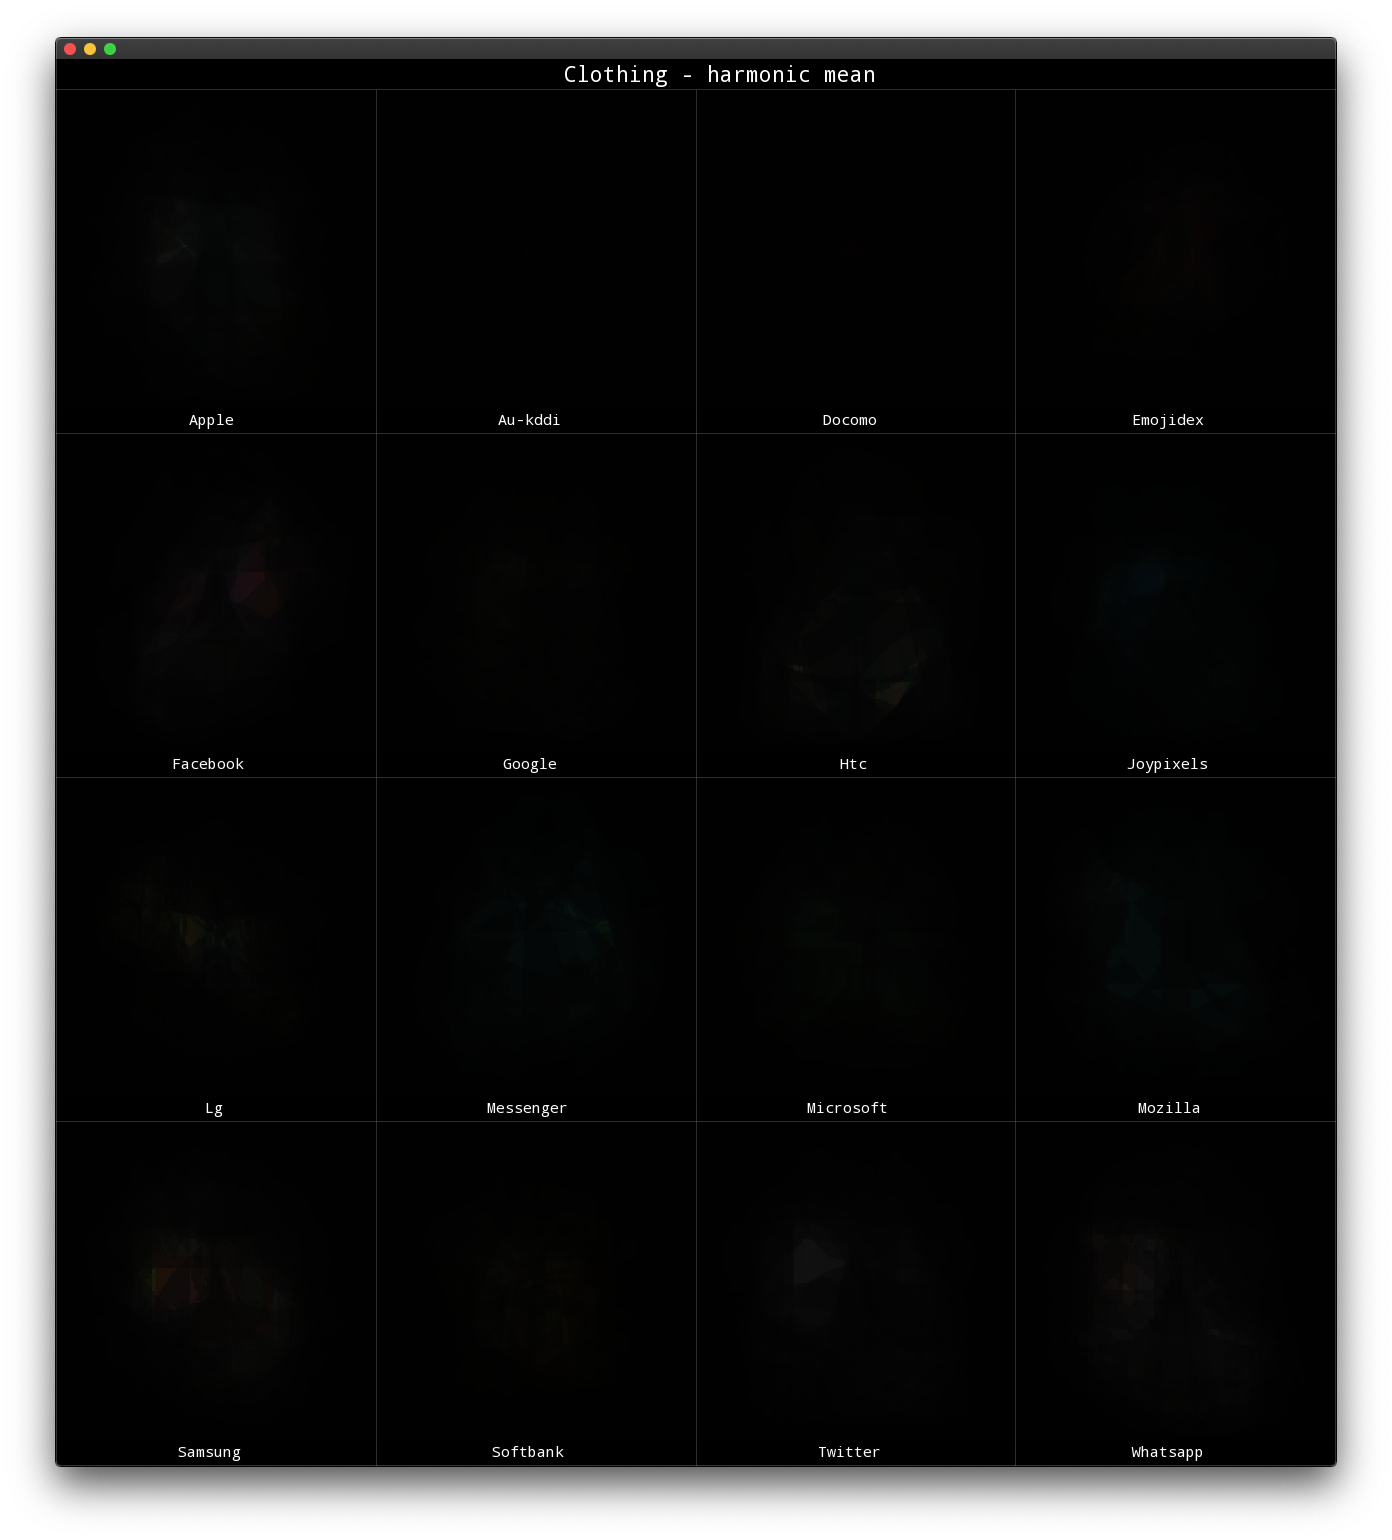 Clothing - harmonic mean
Apple
Au-kddi
Docomo
Emojidex
Facebook
Google
Htc
Joypixels
Lg
Messenger
Microsoft
Mozilla
Samsung
Softbank
Twitter
Whatsapp